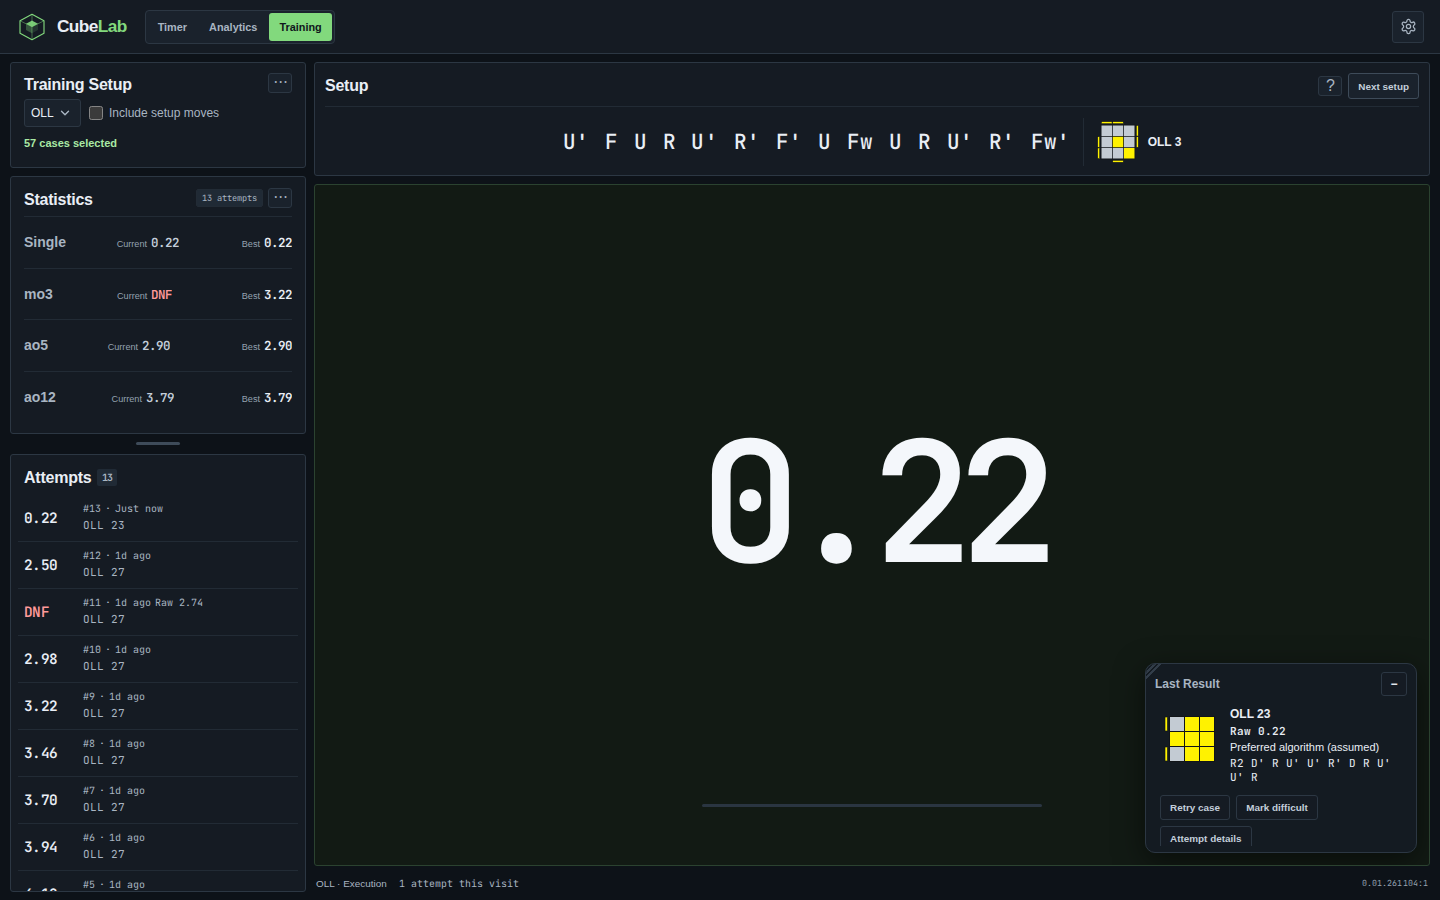 CubeLab Timer Analytics Training
Training Setup ···
OLL Include setup moves
57 cases selected
Statistics 13 attempts ···
Single Current 0.22 Best 0.22
mo3 Current DNF Best 3.22
ao5 Current 2.90 Best 2.90
ao12 Current 3.79 Best 3.79
Attempts 13
0.22 #13 · Just now
OLL 23
2.50 #12 · 1d ago
OLL 27
DNF #11 · 1d ago Raw 2.74
OLL 27
2.98 #10 · 1d ago
OLL 27
3.22 #9 · 1d ago
OLL 27
3.46 #8 · 1d ago
OLL 27
3.70 #7 · 1d ago
OLL 27
3.94 #6 · 1d ago
OLL 27
#5 · 1d ago
Setup ? Next setup
U' F U R U' R' F' U Fw U R U' R' Fw' OLL 3
0.22
Last Result –
OLL 23
Raw 0.22
Preferred algorithm (assumed)
R2 D' R U' U' R' D R U'
U' R
Retry case Mark difficult
Attempt details
OLL · Execution 1 attempt this visit
0.01.261104:1